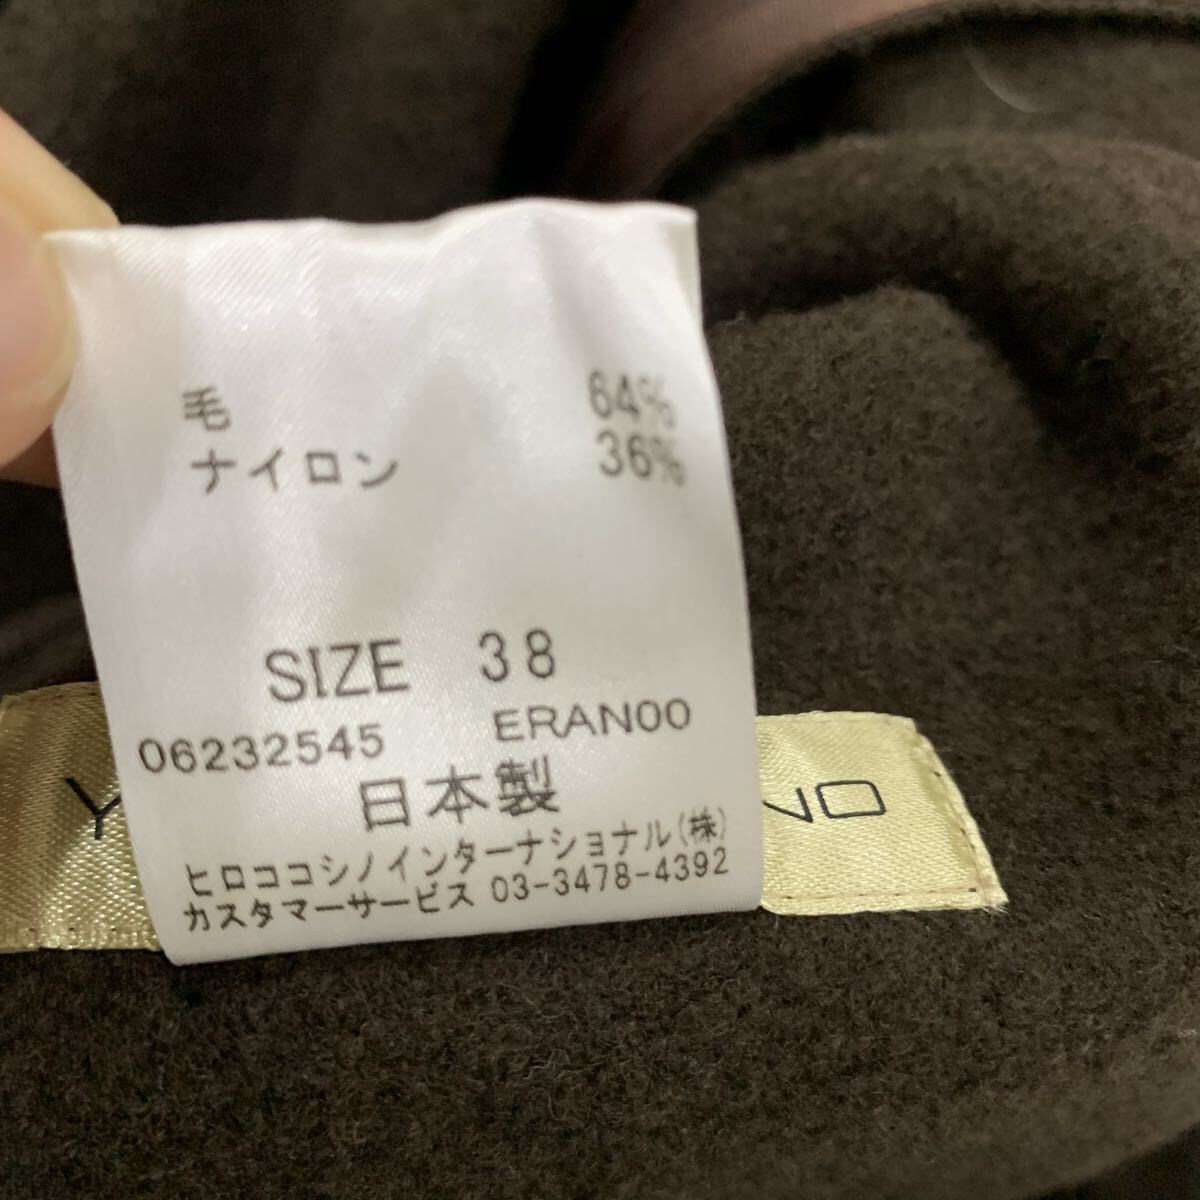 毛 64%
ナイロン 36%
SIZE 38
06232545 ERAN00
日本製
ヒロココシノインターナショナル(株)
カスタマーサービス 03-3478-4392